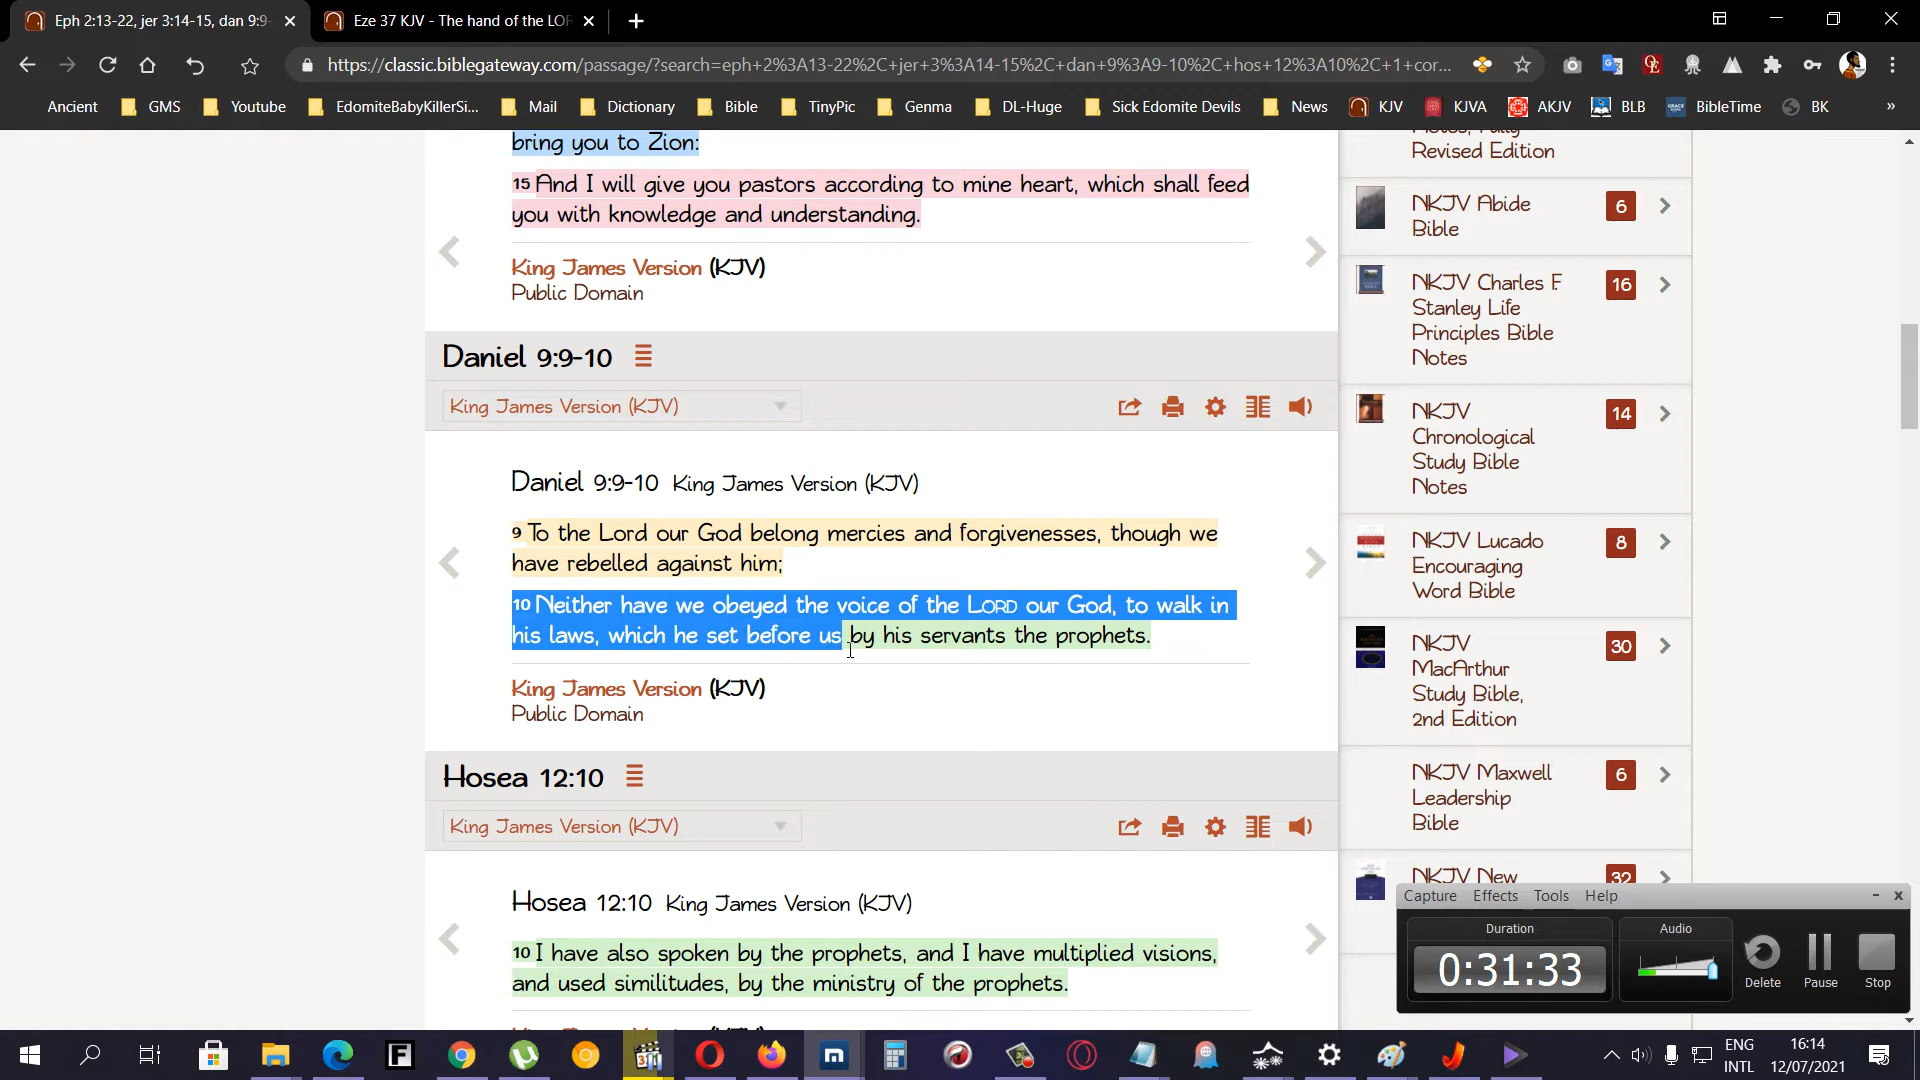 Eph 2:13-22, jer 3:14-15, dan 9:9-
Eze 37 KJV - The hand of the LOR
https://classic.biblegateway.com/passage/?search=eph+2%3A13-22%2C+jer+3%3A14-15%2C+dan+9%3A9-10%2C+hos+12%3A10%2C+1+cor...
Ancient
GMS
Youtube
EdomiteBabyKillerSi...
Mail
Dictionary
Bible
TinyPic
Genma
DL-Huge
Sick Edomite Devils
News
KJV
KJVA
AKJV
BLB
BibleTime
BK
»
bring you to Zion:
15 And I will give you pastors according to mine heart, which shall feed
you with knowledge and understanding.
King James Version (KJV)
Public Domain
Daniel 9:9-10
King James Version (KJV)
Daniel 9:9-10 King James Version (KJV)
9 To the Lord our God belong mercies and forgivenesses, though we
have rebelled against him;
10 Neither have we obeyed the voice of the LORD our God, to walk in
his laws, which he set before us by his servants the prophets.
King James Version (KJV)
Public Domain
Hosea 12:10
King James Version (KJV)
Hosea 12:10 King James Version (KJV)
10 I have also spoken by the prophets, and I have multiplied visions,
and used similitudes, by the ministry of the prophets.
Revised Edition
NKJV Abide
Bible
6
NKJV Charles F.
Stanley Life
Principles Bible
Notes
16
NKJV
Chronological
Study Bible
Notes
14
NKJV Lucado
Encouraging
Word Bible
8
NKJV
MacArthur
Study Bible,
2nd Edition
30
NKJV Maxwell
Leadership
Bible
6
NKJV New
32
Capture Effects Tools Help
Duration
0:31:33
Audio
Delete
Pause
Stop
ENG
INTL
16:14
12/07/2021